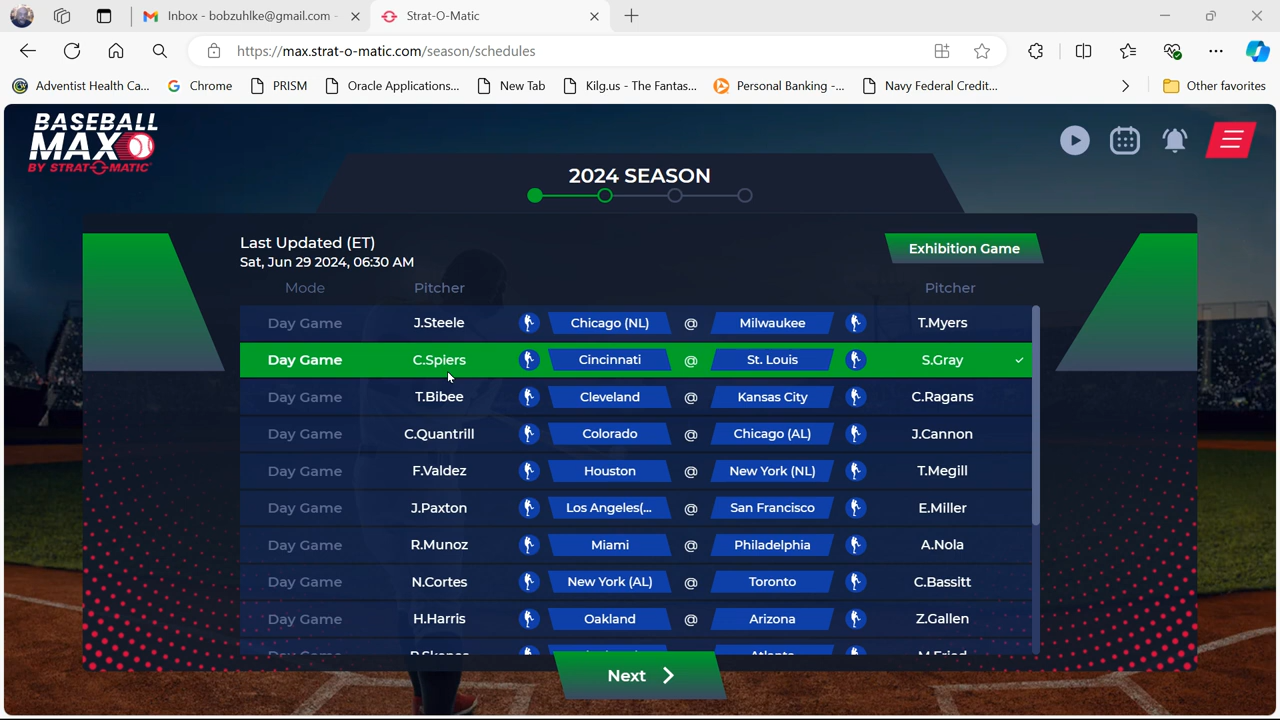 Inbox - bobzuhlke@gmail.com -
Strat-O-Matic
https://max.strat-o-matic.com/season/schedules
Adventist Health Ca...
Chrome
PRISM
Oracle Applications...
New Tab
Kilg.us - The Fantas...
Personal Banking -...
Navy Federal Credit...
Other favorites
BASEBALL
MAX
BY STRAT-O-MATIC
2024 SEASON
Last Updated (ET)
Sat, Jun 29 2024, 06:30 AM
Exhibition Game
Mode Pitcher Pitcher
Day Game J.Steele Chicago (NL) @ Milwaukee T.Myers
Day Game C.Spiers Cincinnati @ St. Louis S.Gray
Day Game T.Bibee Cleveland @ Kansas City C.Ragans
Day Game C.Quantrill Colorado @ Chicago (AL) J.Cannon
Day Game F.Valdez Houston @ New York (NL) T.Megill
Day Game J.Paxton Los Angeles(... @ San Francisco E.Miller
Day Game R.Munoz Miami @ Philadelphia A.Nola
Day Game N.Cortes New York (AL) @ Toronto C.Bassitt
Day Game H.Harris Oakland @ Arizona Z.Gallen
Next